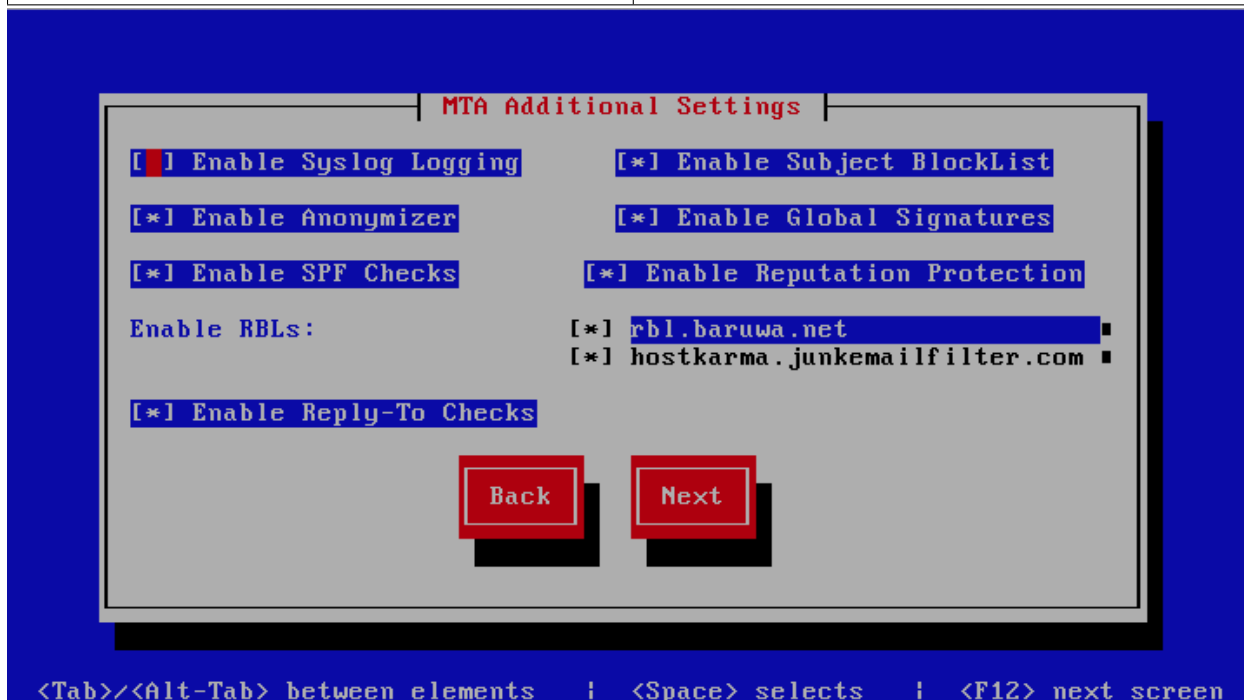 MTA Additional Settings
[ ] Enable Syslog Logging [*] Enable Subject BlockList
[*] Enable Anonymizer [*] Enable Global Signatures
[*] Enable SPF Checks [*] Enable Reputation Protection
Enable RBLs: [*] rbl.baruwa.net
[*] hostkarma.junkemailfilter.com
[*] Enable Reply-To Checks
Back Next
<Tab>/<Alt-Tab> between elements | <Space> selects | <F12> next screen